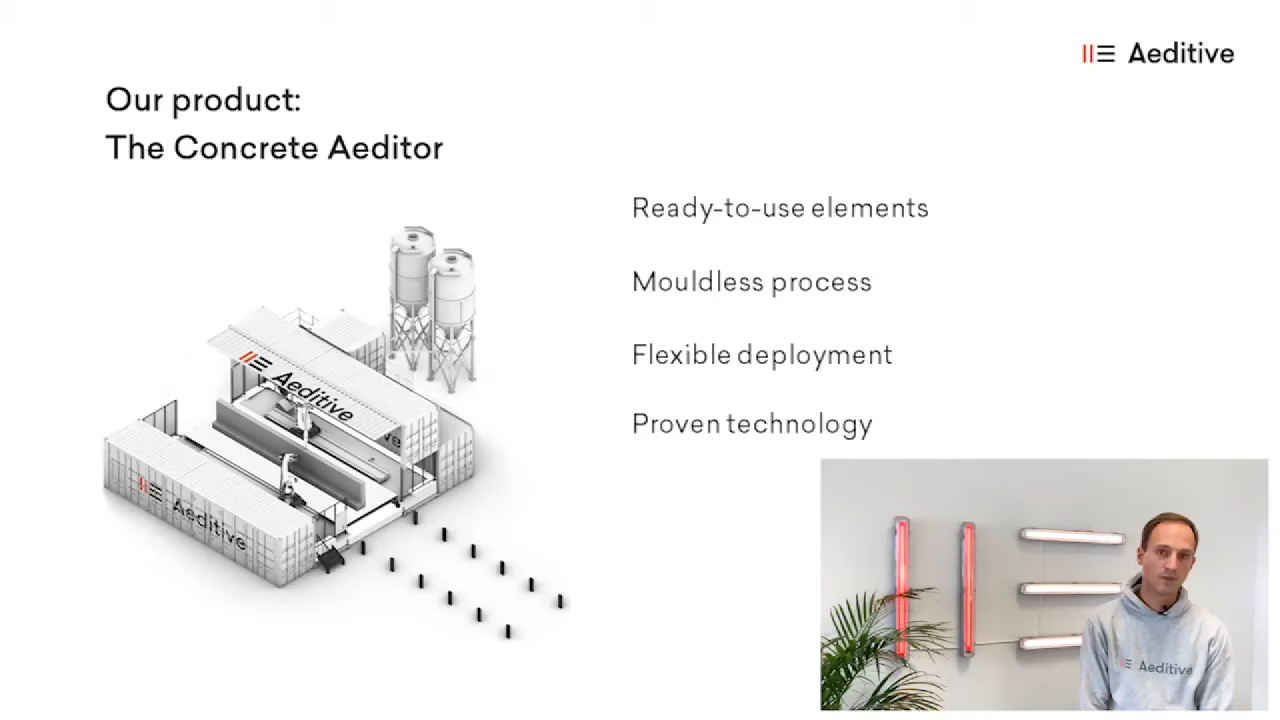 Aeditive
Our product:
The Concrete Aeditor
Ready-to-use elements
Mouldless process
Flexible deployment
Proven technology
Aeditive
Aeditive
Aeditive